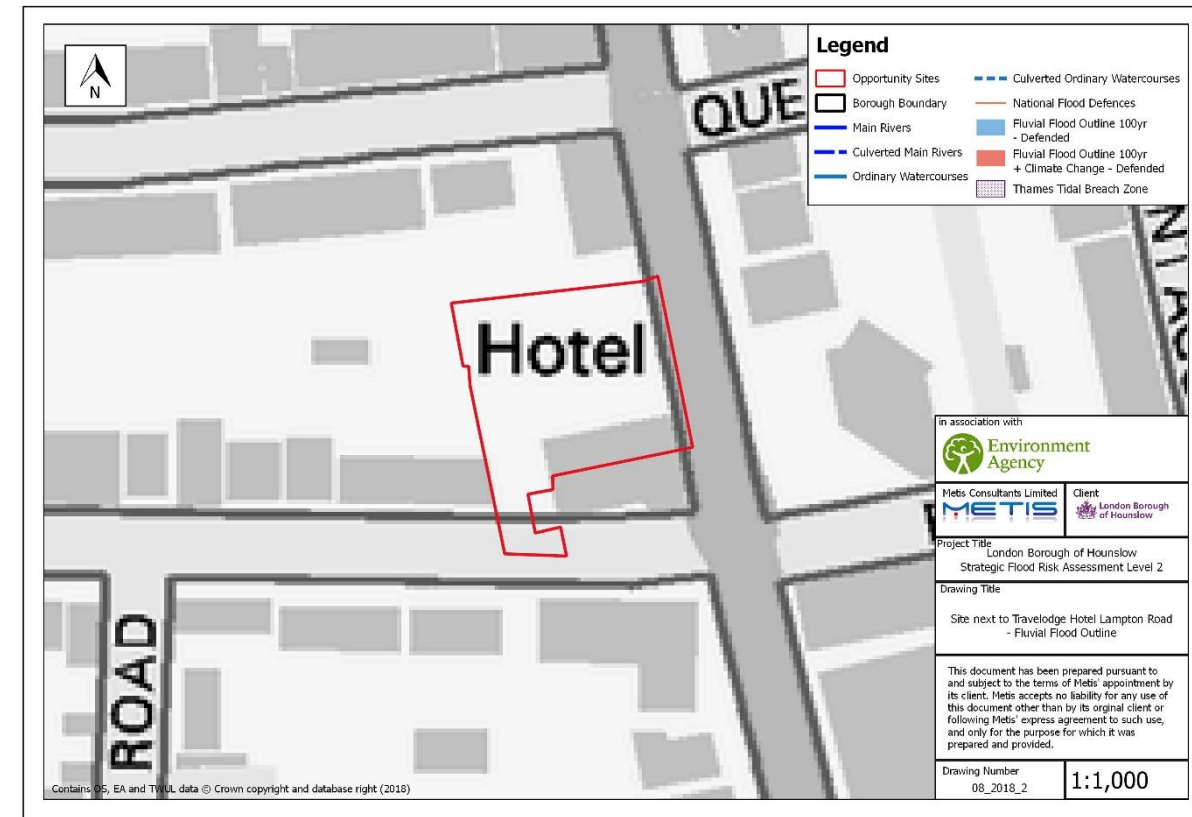 N
QUE
Hotel
ROAD
Legend
Opportunity Sites
Borough Boundary
Main Rivers
Culverted Main Rivers
Ordinary Watercourses
Culverted Ordinary Watercourses
National Flood Defences
Fluvial Flood Outline 100yr
- Defended
Fluvial Flood Outline 100yr
+ Climate Change - Defended
Thames Tidal Breach Zone
in association with
Environment
Agency
Metis Consultants Limited
METIS
Client
London Borough
of Hounslow
Project Title
London Borough of Hounslow
Strategic Flood Risk Assessment Level 2
Drawing Title
Site next to Travelodge Hotel Lampton Road
- Fluvial Flood Outline
This document has been prepared pursuant to
and subject to the terms of Metis' appointment by
its client. Metis accepts no liability for any use of
this document other than by its orginal client or
following Metis' express agreement to such use,
and only for the purpose for which it was
prepared and provided.
Drawing Number
08_2018_2
1:1,000
Contains OS, EA and TWUL data © Crown copyright and database right (2018)